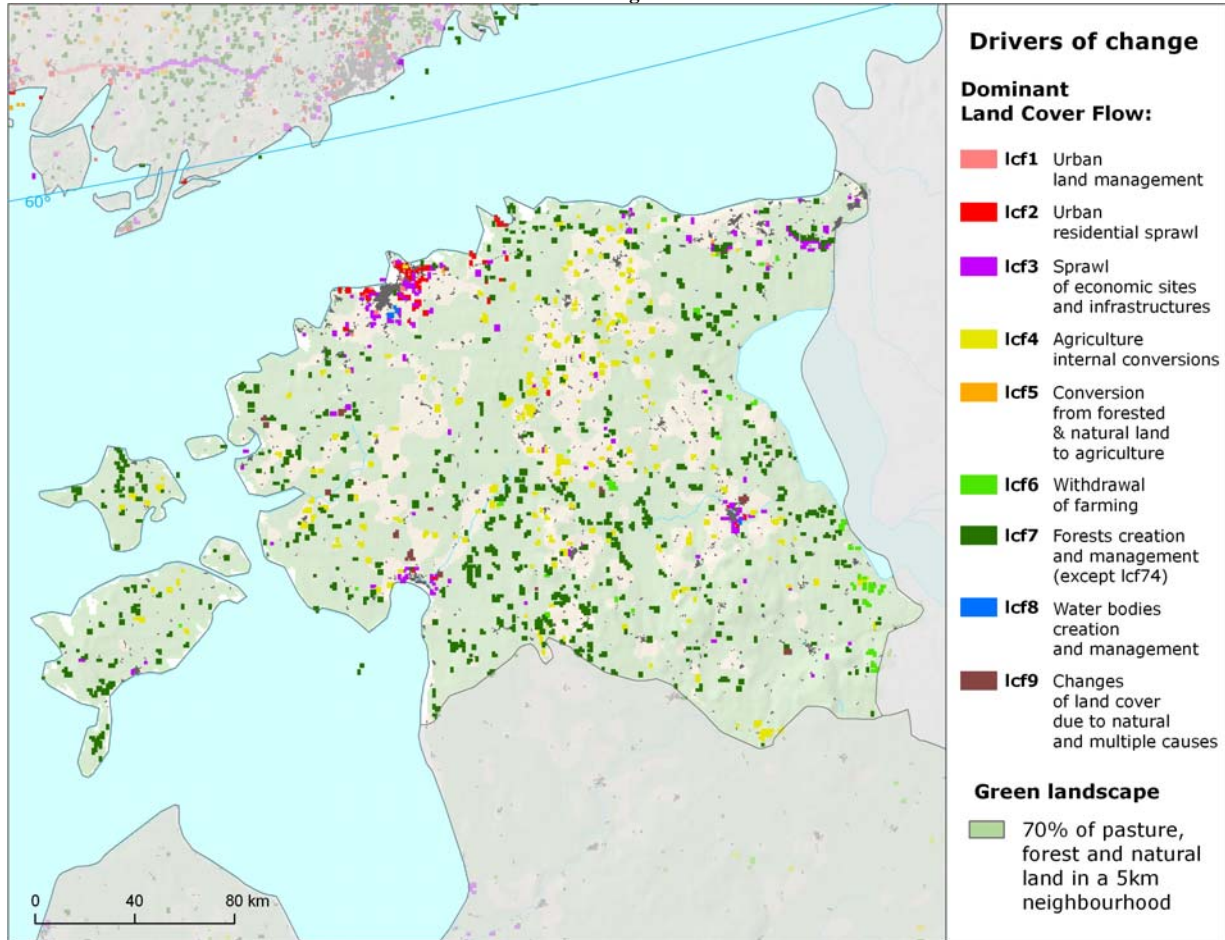 Drivers of change
Dominant
Land Cover Flow:
lcf1 Urban
land management
lcf2 Urban
residential sprawl
lcf3 Sprawl
of economic sites
and infrastructures
lcf4 Agriculture
internal conversions
lcf5 Conversion
from forested
& natural land
to agriculture
lcf6 Withdrawal
of farming
lcf7 Forests creation
and management
(except lcf74)
lcf8 Water bodies
creation
and management
lcf9 Changes
of land cover
due to natural
and multiple causes
Green landscape
70% of pasture,
forest and natural
land in a 5km
neighbourhood
60°
0 40 80 km